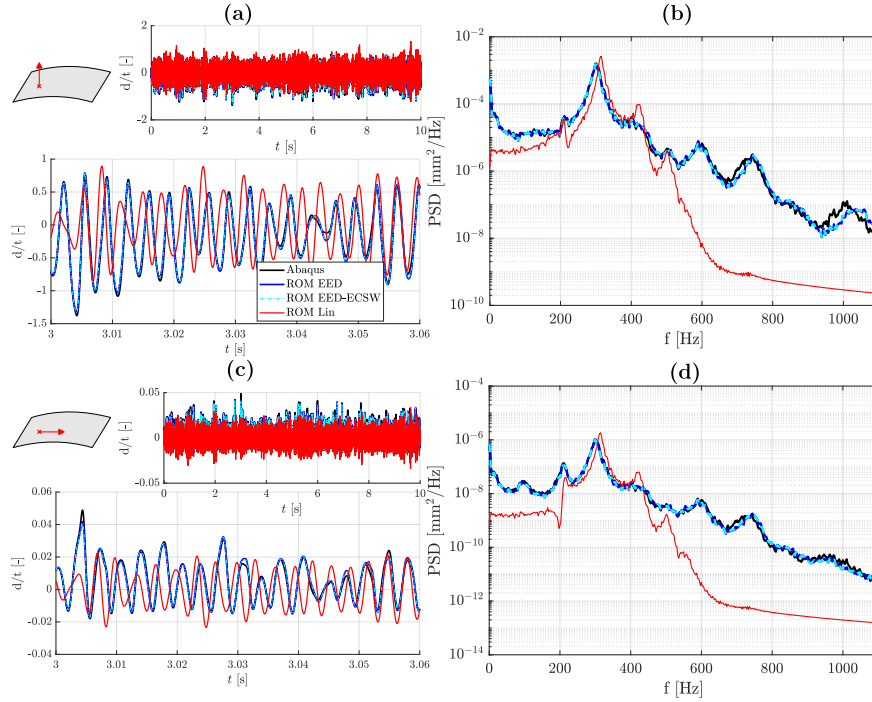 (a)
d/t [-]
2
0
-2
0 2 4 6 8 10
t [s]
d/t [-]
1
0.5
0
-0.5
-1
-1.5
Abaqus
ROM EED
ROM EED-ECSW
ROM Lin
3 3.01 3.02 3.03 3.04 3.05 3.06
t [s]
(b)
PSD [mm²/Hz]
10⁻²
10⁻⁴
10⁻⁶
10⁻⁸
10⁻¹⁰
0 200 400 600 800 1000
f [Hz]
(c)
d/t [-]
0.05
0
-0.05
0 2 4 6 8 10
t [s]
d/t [-]
0.06
0.04
0.02
0
-0.02
-0.04
3 3.01 3.02 3.03 3.04 3.05 3.06
t [s]
(d)
PSD [mm²/Hz]
10⁻⁴
10⁻⁶
10⁻⁸
10⁻¹⁰
10⁻¹²
10⁻¹⁴
0 200 400 600 800 1000
f [Hz]